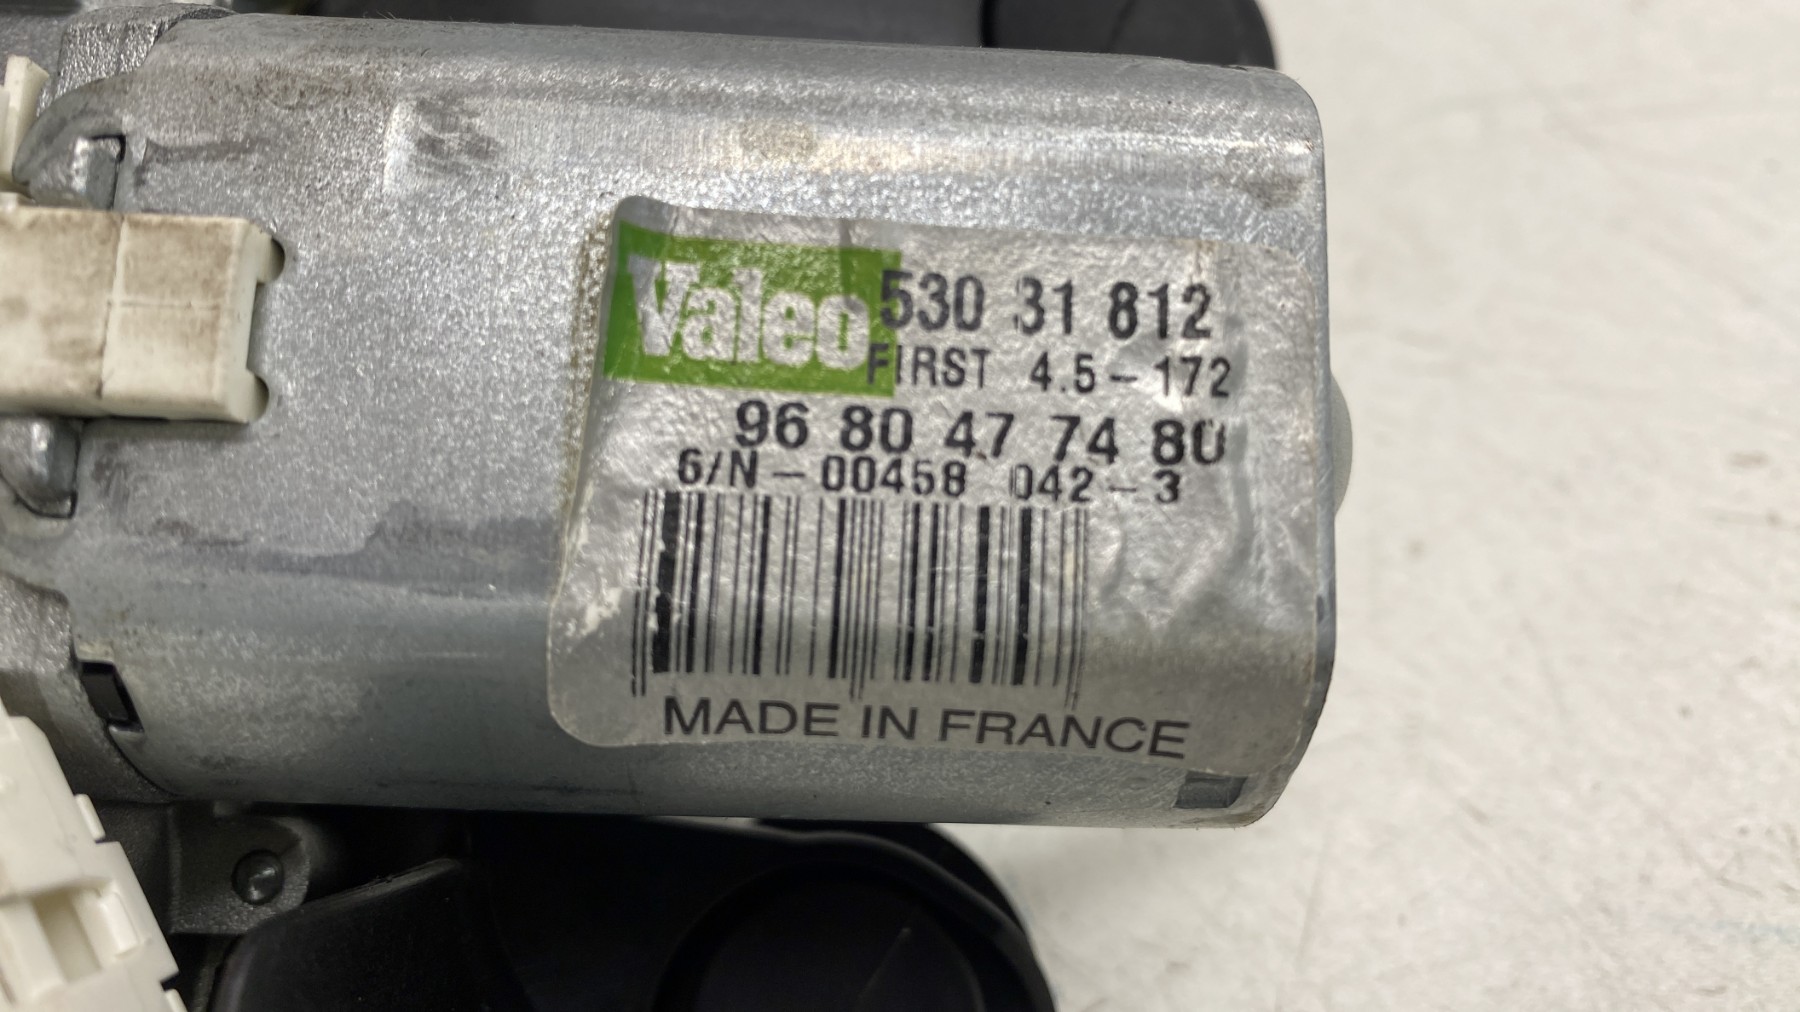 Valeo 530 31 812
FIRST 4.5-172
96 80 47 74 80
6/N-00458 042-3
MADE IN FRANCE